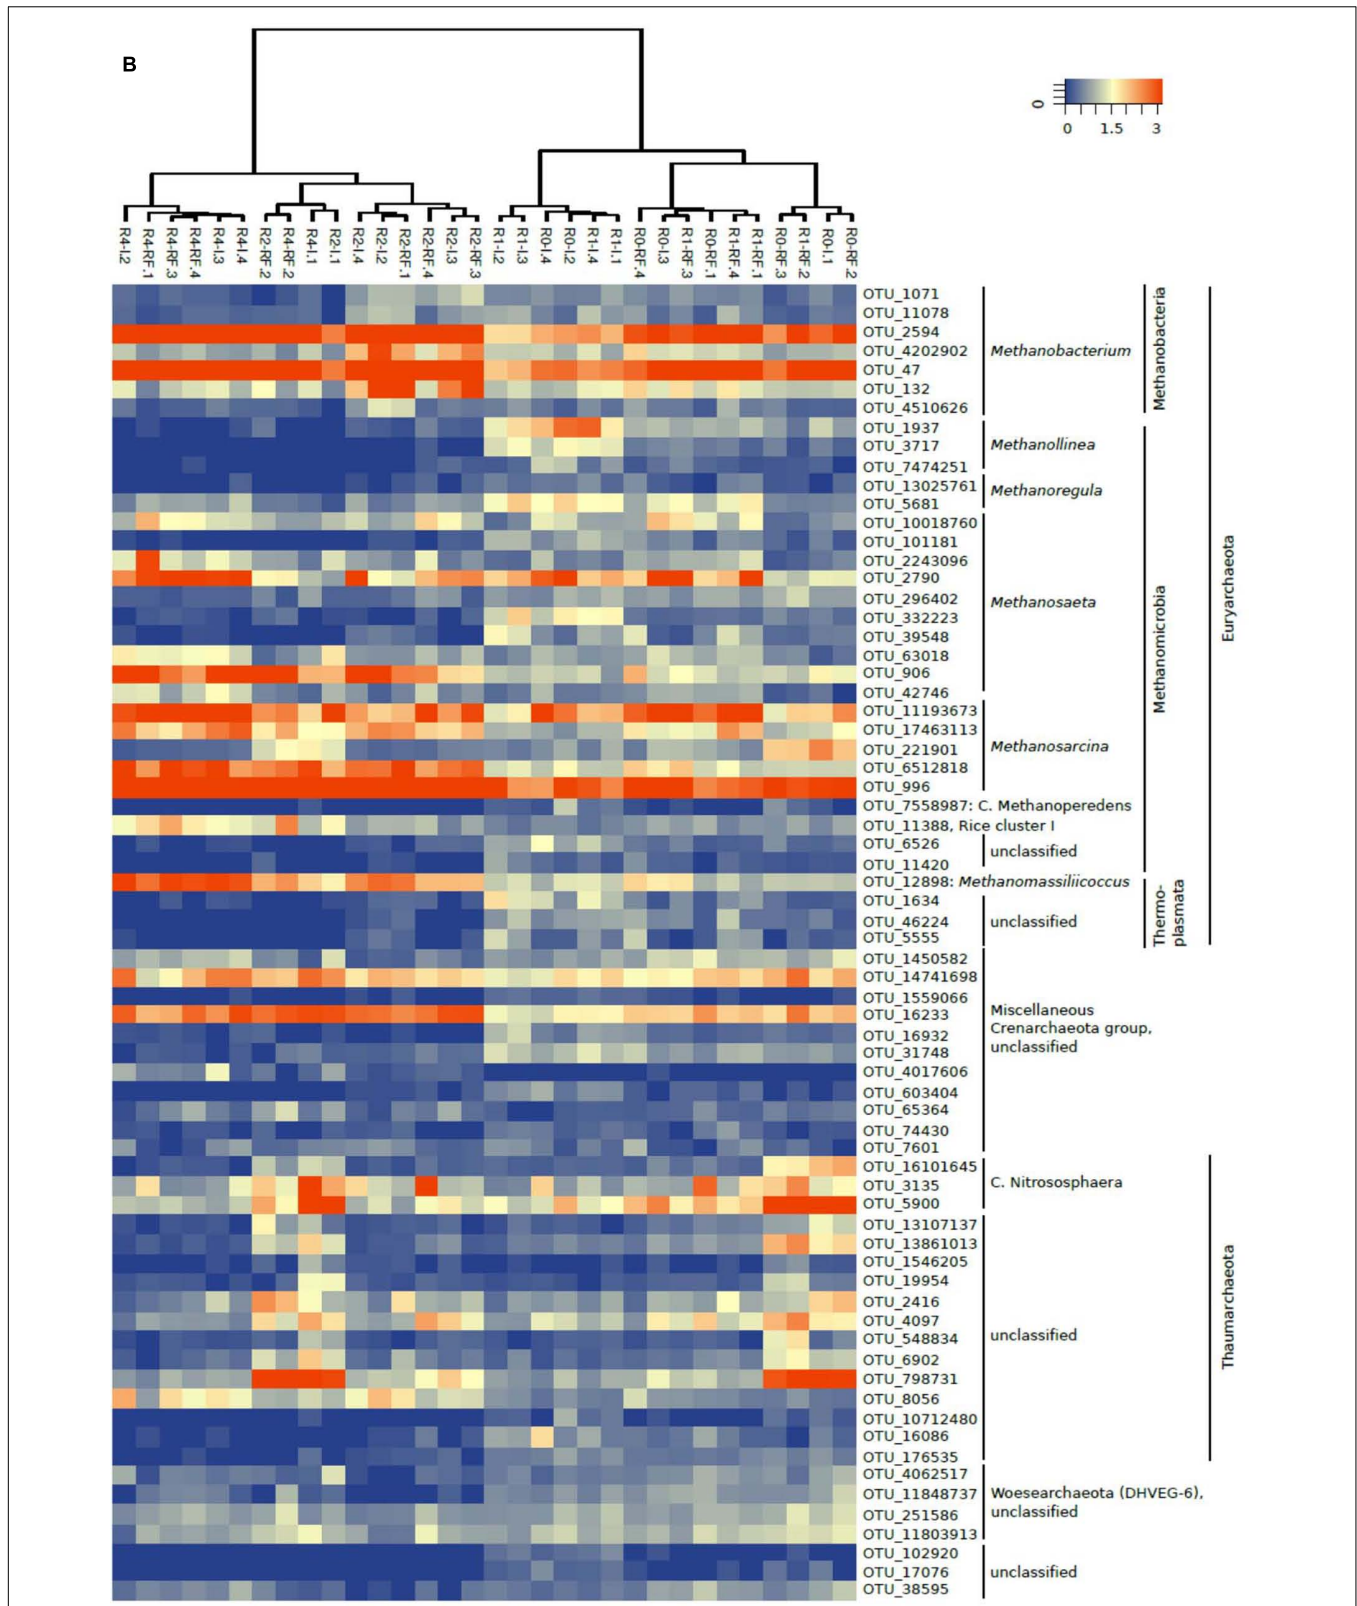 B
0
0 1.5 3
R4-I.2 R4-RF.1 R4-RF.3 R4-RF.4 R4-I.3 R4-I.4 R2-RF.2 R4-RF.2 R4-I.1 R2-I.1 R2-I.4 R2-I.2 R2-RF.1 R2-RF.4 R2-I.3 R2-RF.3 R1-I.2 R1-I.3 R0-I.4 R0-I.2 R1-I.4 R1-I.1 R0-RF.4 R0-I.3 R1-RF.3 R0-RF.1 R1-RF.4 R1-RF.1 R0-RF.3 R1-RF.2 R0-I.1 R0-RF.2
OTU_1071
OTU_11078
OTU_2594
OTU_4202902
OTU_47
OTU_132
OTU_4510626
Methanobacterium
Methanobacteria
OTU_1937
OTU_3717
OTU_7474251
Methanollinea
OTU_13025761
OTU_5681
Methanoregula
OTU_10018760
OTU_101181
OTU_2243096
OTU_2790
OTU_296402
OTU_332223
OTU_39548
OTU_63018
OTU_906
OTU_42746
Methanosaeta
OTU_11193673
OTU_17463113
OTU_221901
OTU_6512818
OTU_996
Methanosarcina
OTU_7558987: C. Methanoperedens
OTU_11388, Rice cluster I
OTU_6526
OTU_11420
unclassified
Methanomicrobia
OTU_12898: Methanomassiliicoccus
OTU_1634
OTU_46224
OTU_5555
unclassified
Thermo-
plasmata
Euryarchaeota
OTU_1450582
OTU_14741698
OTU_1559066
OTU_16233
OTU_16932
OTU_31748
OTU_4017606
OTU_603404
OTU_65364
OTU_74430
OTU_7601
Miscellaneous
Crenarchaeota group,
unclassified
OTU_16101645
OTU_3135
OTU_5900
C. Nitrososphaera
OTU_13107137
OTU_13861013
OTU_1546205
OTU_19954
OTU_2416
OTU_4097
OTU_548834
OTU_6902
OTU_798731
OTU_8056
OTU_10712480
OTU_16086
OTU_176535
unclassified
Thaumarchaeota
OTU_4062517
OTU_11848737
OTU_251586
OTU_11803913
Woesearchaeota (DHVEG-6),
unclassified
OTU_102920
OTU_17076
OTU_38595
unclassified